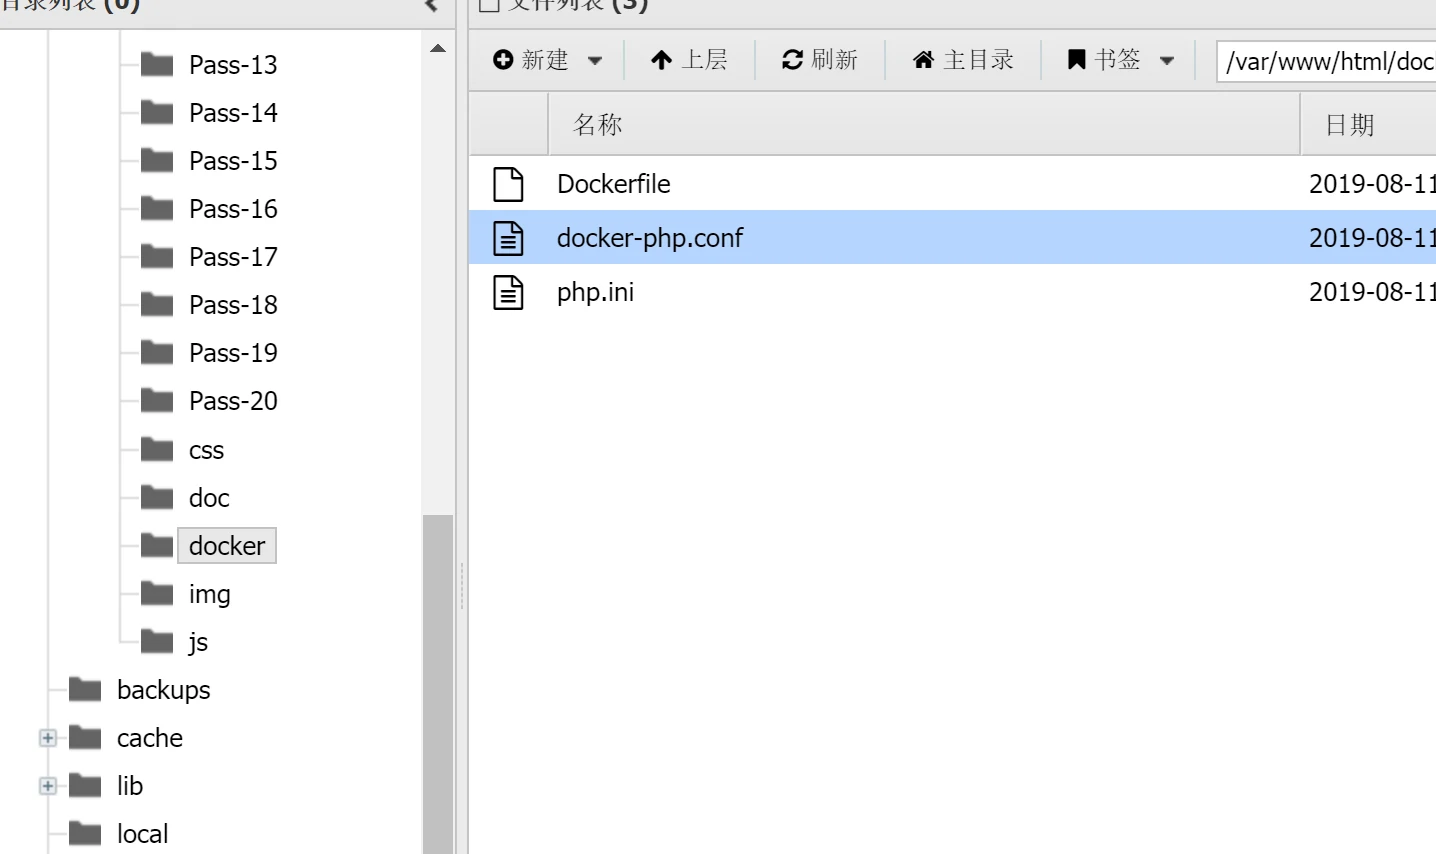 目录列表 (0)
Pass-13
Pass-14
Pass-15
Pass-16
Pass-17
Pass-18
Pass-19
Pass-20
css
doc
docker
img
js
backups
cache
lib
local
文件列表 (3)
新建 上层 刷新 主目录 书签 /var/www/html/doc
名称 日期
Dockerfile 2019-08-11
docker-php.conf 2019-08-11
php.ini 2019-08-11